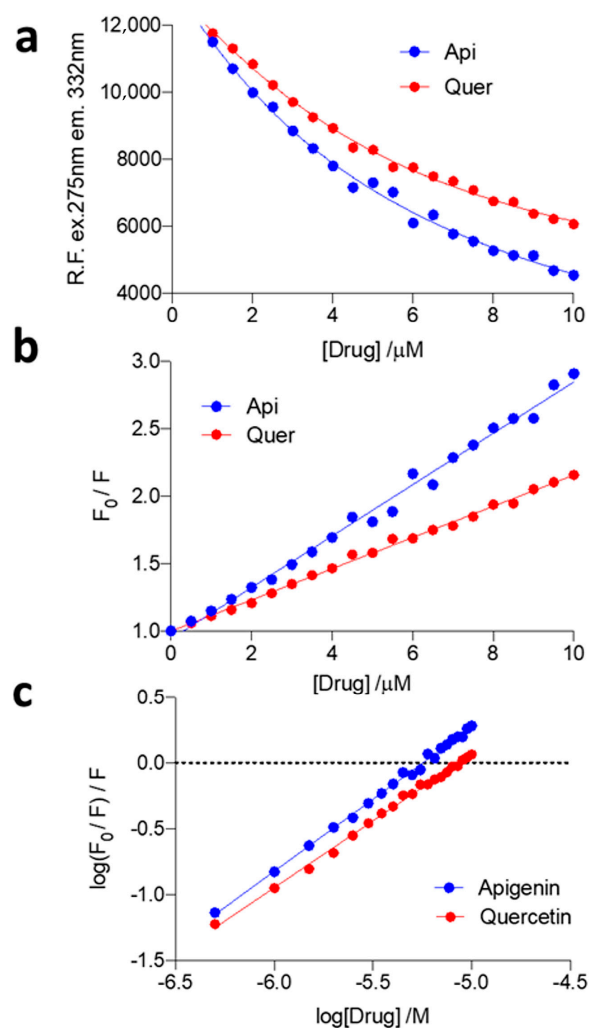 a
R.F. ex.275nm em. 332nm
12,000
10,000
8000
6000
4000
Api
Quer
0 2 4 6 8 10
[Drug] /µM
b
F0 / F
3.0
2.5
2.0
1.5
1.0
Api
Quer
0 2 4 6 8 10
[Drug] /µM
c
log(F0 / F) / F
0.5
0.0
-0.5
-1.0
-1.5
Apigenin
Quercetin
-6.5 -6.0 -5.5 -5.0 -4.5
log[Drug] /M